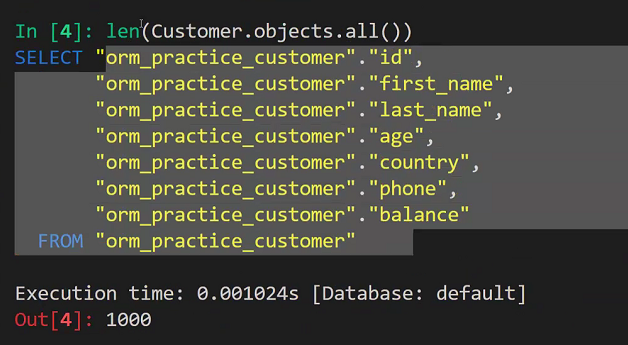 In [4]: len(Customer.objects.all())
SELECT "orm_practice_customer"."id",
"orm_practice_customer"."first_name",
"orm_practice_customer"."last_name",
"orm_practice_customer"."age",
"orm_practice_customer"."country",
"orm_practice_customer"."phone",
"orm_practice_customer"."balance"
FROM "orm_practice_customer"
Execution time: 0.001024s [Database: default]
Out[4]: 1000